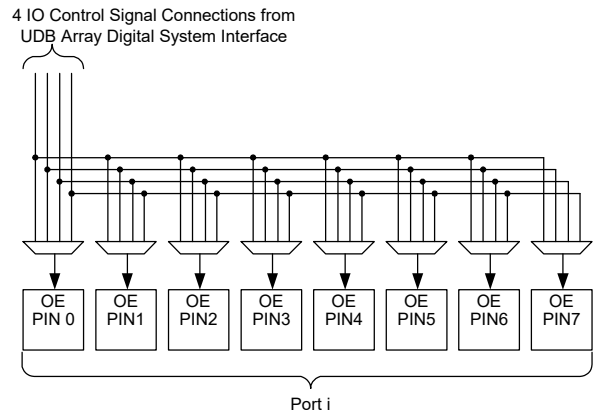 4 IO Control Signal Connections from
UDB Array Digital System Interface
OE
PIN 0
OE
PIN1
OE
PIN2
OE
PIN3
OE
PIN4
OE
PIN5
OE
PIN6
OE
PIN7
Port i